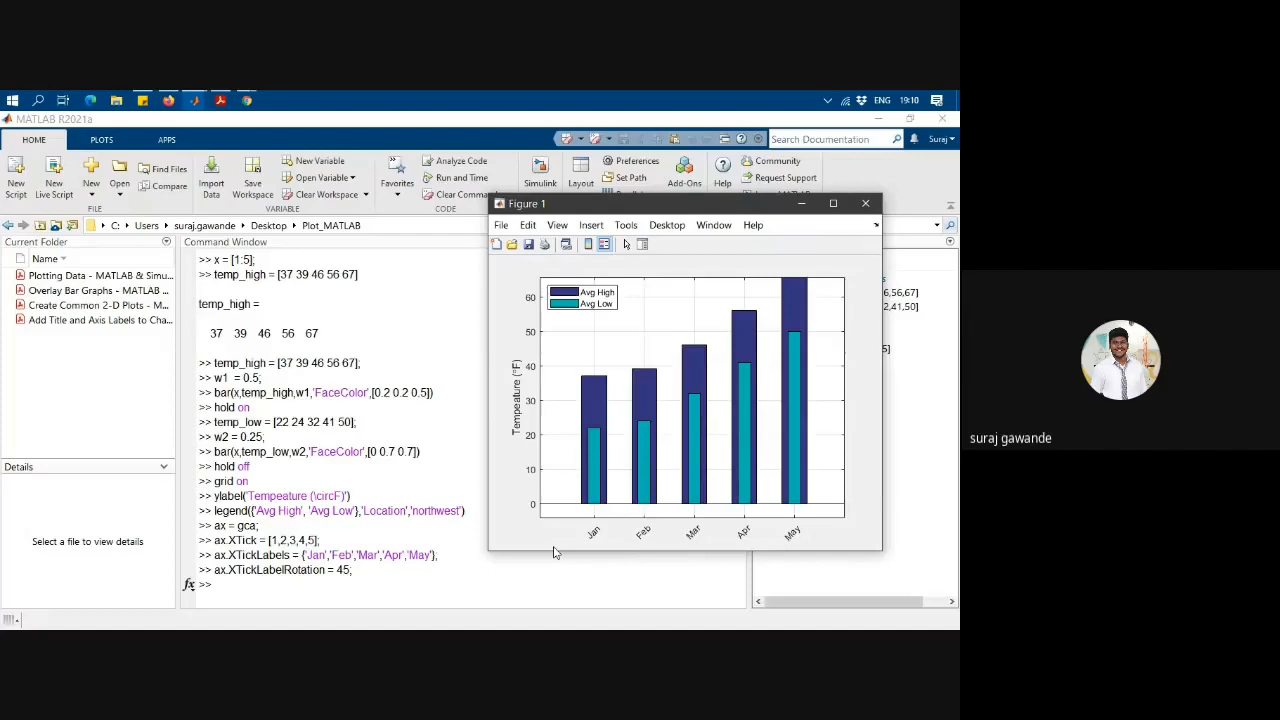 ENG 19:10
MATLAB R2021a
HOME PLOTS APPS
Search Documentation
Suraj
New Script
New Live Script
New
Open
Find Files
Compare
Import Data
Save Workspace
New Variable
Open Variable
Clear Workspace
Favorites
Analyze Code
Run and Time
Clear Comma
Simulink
Layout
Preferences
Set Path
Add-Ons
Help
Community
Request Support
FILE VARIABLE CODE
C: Users suraj.gawande Desktop Plot_MATLAB
Current Folder
Name
Plotting Data - MATLAB & Simu...
Overlay Bar Graphs - MATLAB ...
Create Common 2-D Plots - M...
Add Title and Axis Labels to Cha...
Details
Select a file to view details
Command Window
>> x = [1:5];
>> temp_high = [37 39 46 56 67]
temp_high =
37 39 46 56 67
>> temp_high = [37 39 46 56 67];
>> w1  = 0.5;
>> bar(x,temp_high,w1,'FaceColor',[0.2 0.2 0.5])
>> hold on
>> temp_low = [22 24 32 41 50];
>> w2 = 0.25;
>> bar(x,temp_low,w2,'FaceColor',[0 0.7 0.7])
>> hold off
>> grid on
>> ylabel('Tempeature (\circF)')
>> legend({'Avg High', 'Avg Low'},'Location','northwest')
>> ax = gca;
>> ax.XTick = [1,2,3,4,5];
>> ax.XTickLabels = {'Jan','Feb','Mar','Apr','May'};
>> ax.XTickLabelRotation = 45;
fx >>
Figure 1
File Edit View Insert Tools Desktop Window Help
Avg High
Avg Low
Tempeature (°F)
60
50
40
30
20
10
0
Jan Feb Mar Apr May
6,56,67]
2,41,50]
5]
suraj gawande